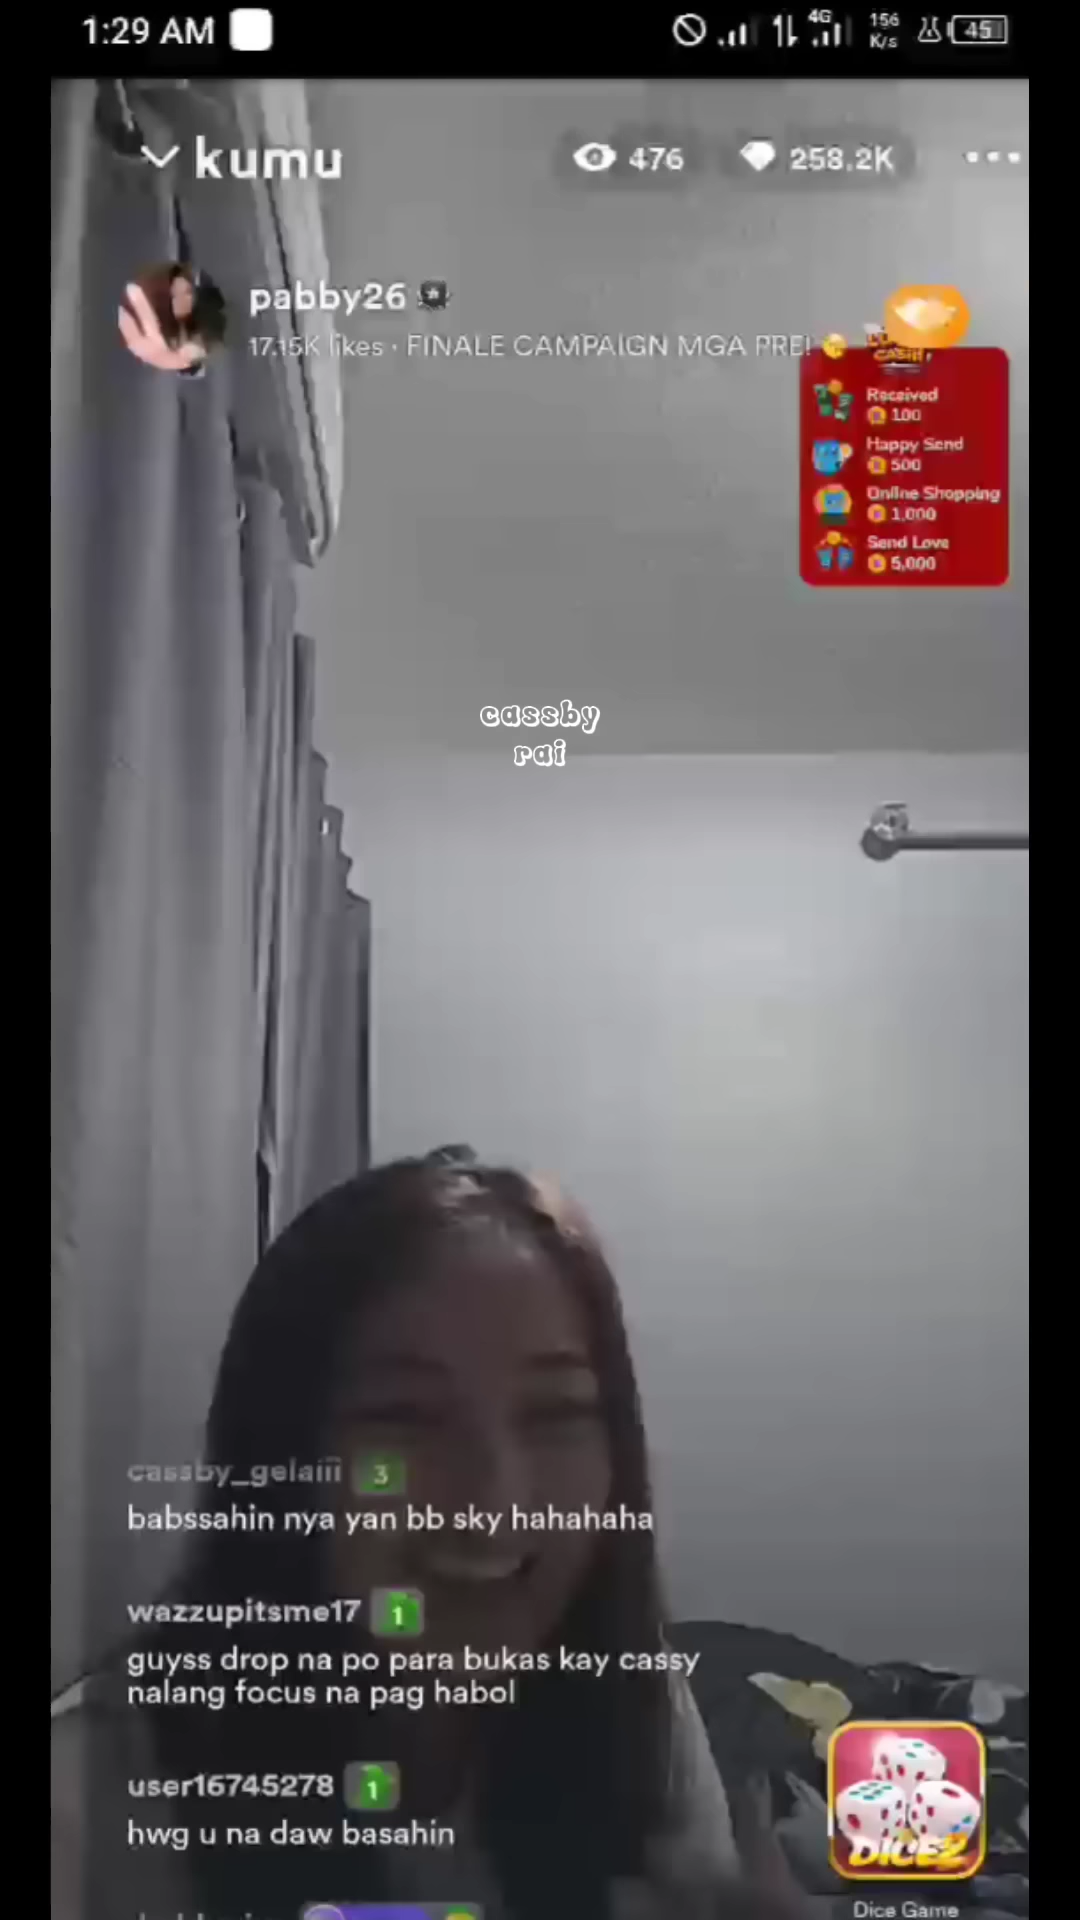 1:29 AM
4G
156
K/s
45
kumu
476
258.2K
pabby26
17.15K likes · FINALE CAMPAIGN MGA PRE!
Received
100
Happy Send
500
Online Shopping
1,000
Send Love
5,000
cassby
rai
cassby_gelaiii 3
babssahin nya yan bb sky hahahaha
wazzupitsme17 1
guyss drop na po para bukas kay cassy
nalang focus na pag habol
user16745278 1
hwg u na daw basahin
DICE
Dice Game